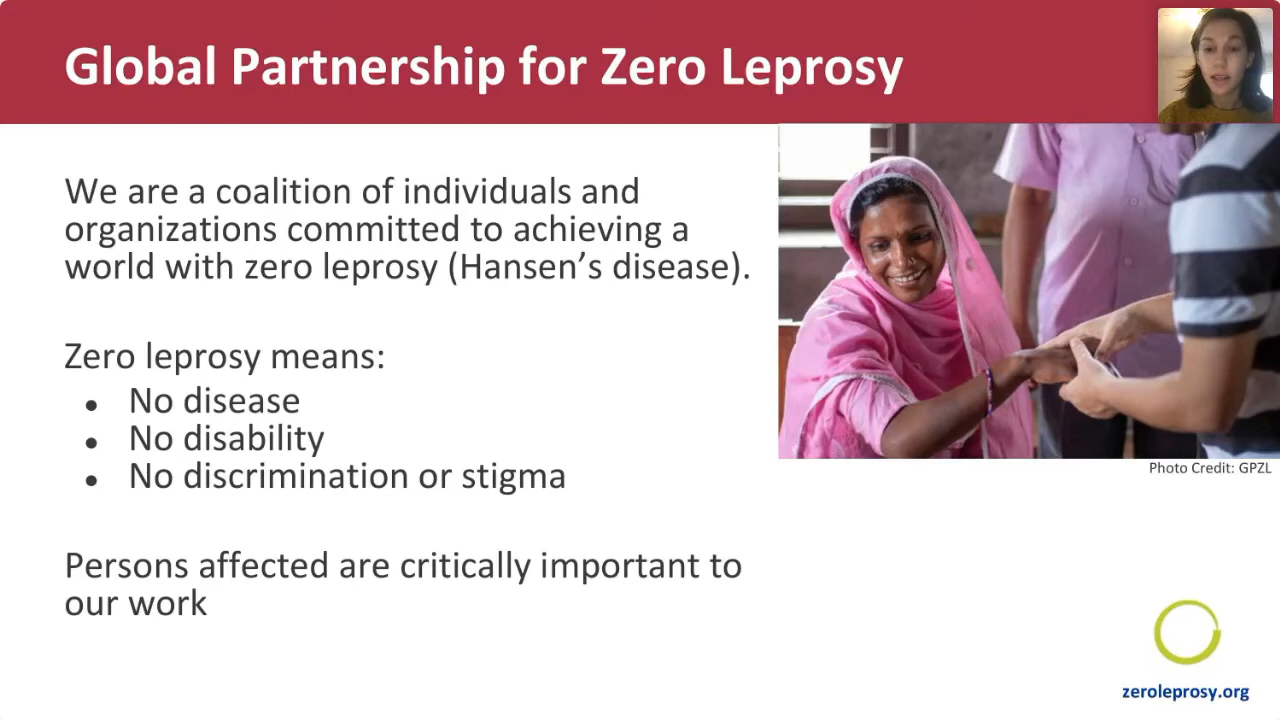 Global Partnership for Zero Leprosy
We are a coalition of individuals and
organizations committed to achieving a
world with zero leprosy (Hansen’s disease).
Zero leprosy means:
● No disease
● No disability
● No discrimination or stigma
Persons affected are critically important to
our work
Photo Credit: GPZL
zeroleprosy.org